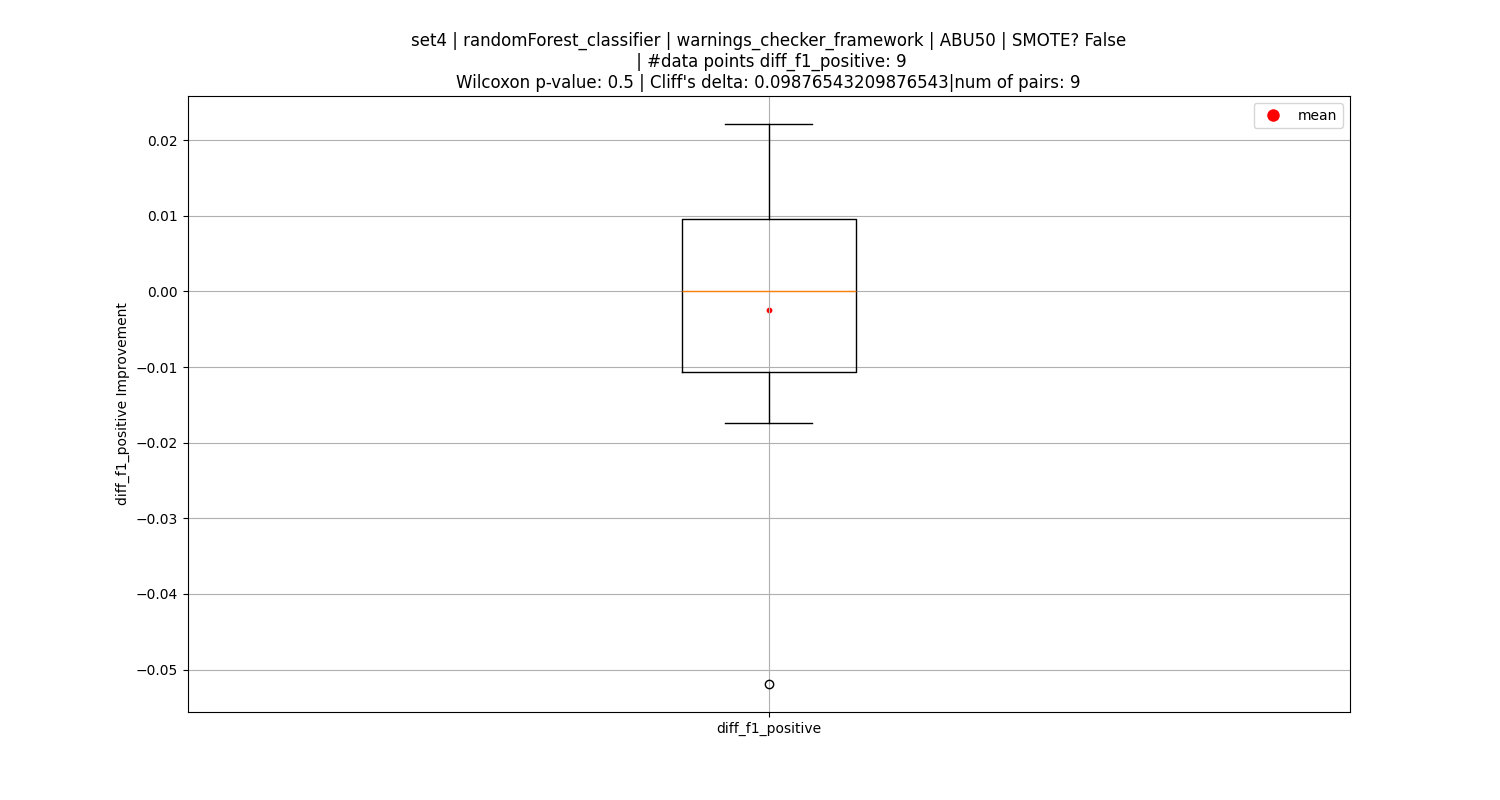 set4 | randomForest_classifier | warnings_checker_framework | ABU50 | SMOTE? False
| #data points diff_f1_positive: 9
Wilcoxon p-value: 0.5 | Cliff's delta: 0.09876543209876543|num of pairs: 9
mean
0.02
0.01
0.00
−0.01
−0.02
−0.03
−0.04
−0.05
diff_f1_positive Improvement
diff_f1_positive